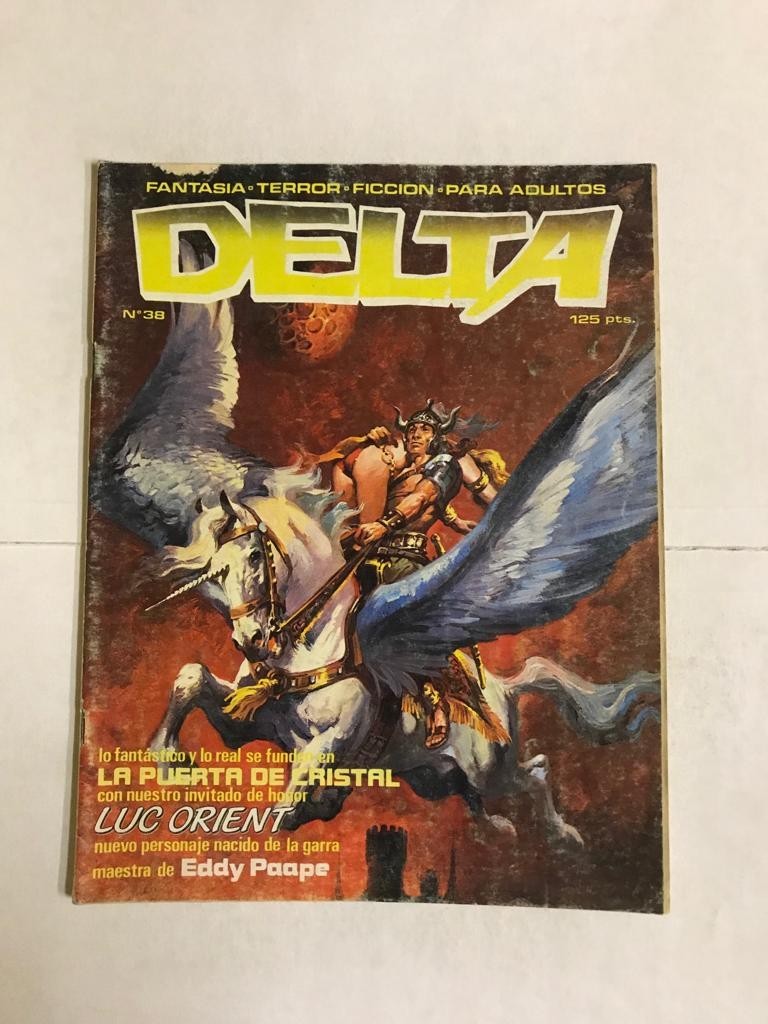 FANTASIA▫TERROR▫FICCION▫PARA ADULTOS
DELTA
N°38
125 pts.
lo fantástico y lo real se funden en
LA PUERTA DE CRISTAL
con nuestro invitado de honor
LUC ORIENT
nuevo personaje nacido de la garra
maestra de Eddy Paape